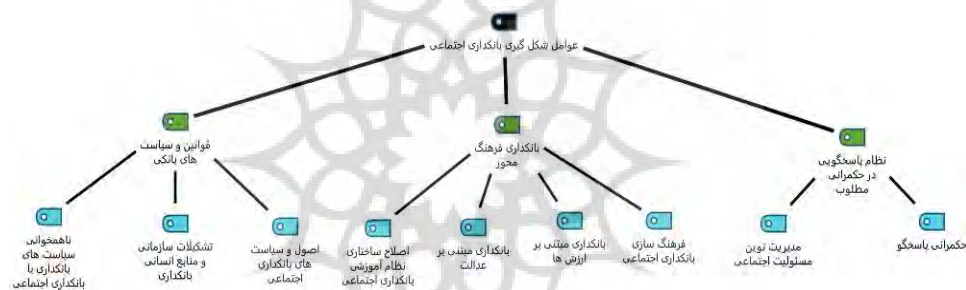 عوامل شکل گیری بانکداری اجتماعی
نظام پاسخگویی
در حکمرانی
مطلوب
بانکداری فرهنگ
محور
قوانین و سیاست
های بانکی
حکمرانی پاسخگو
مدیریت نوین
مسئولیت اجتماعی
فرهنگ سازی
بانکداری اجتماعی
بانکداری مبتنی بر
ارزش ها
بانکداری مبتنی بر
عدالت
اصلاح ساختاری
نظام آموزشی
بانکداری اجتماعی
اصول و سیاست
های بانکداری
اجتماعی
تشکیلات سازمانی
و منابع انسانی
بانکداری
ناهمخوانی
سیاست های
بانکداری با
بانکداری اجتماعی